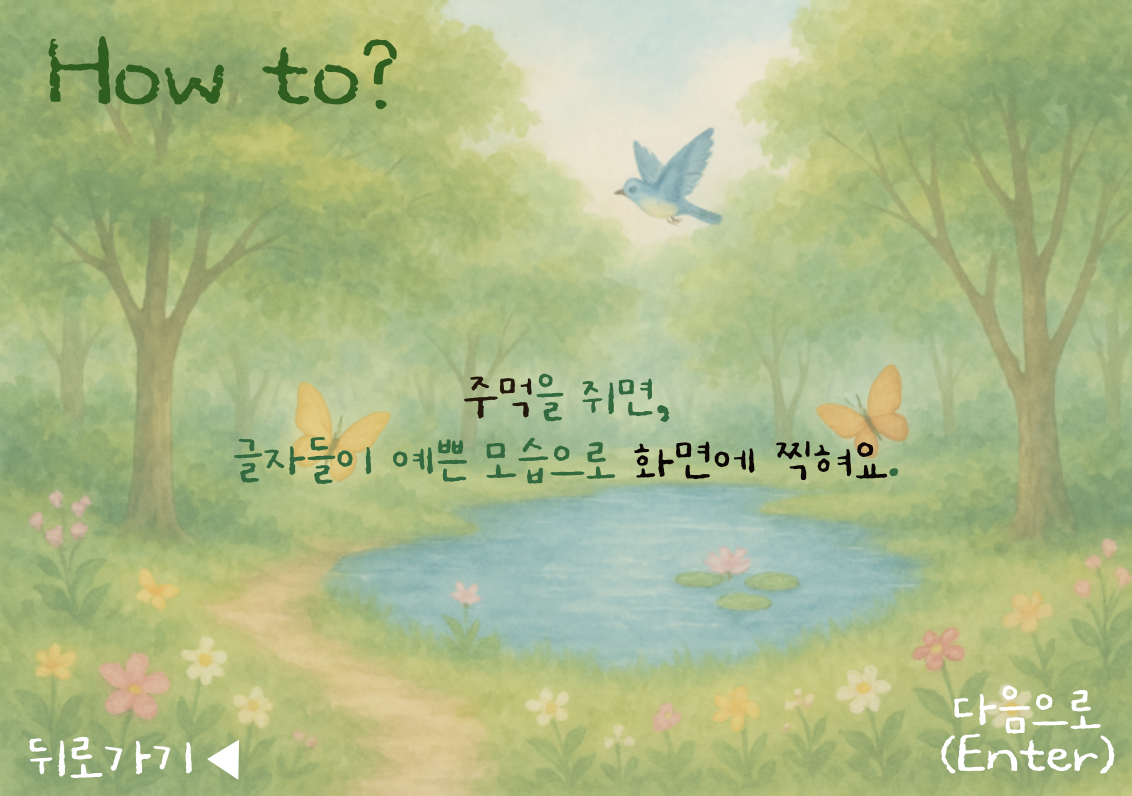 How to?
주먹을 쥐면,
글자들이 예쁜 모습으로 화면에 찍혀요.
다음으로
(Enter)
뒤로가기 ◀